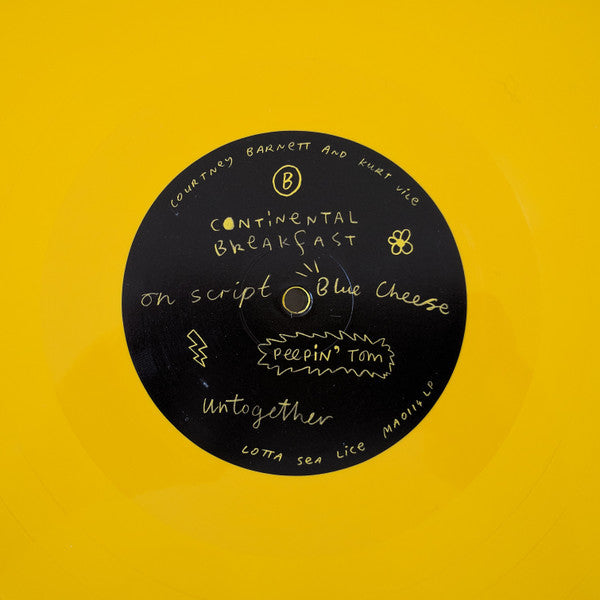 COURTNEY BARNETT AND KURT VILE
B
CONTINENTAL
BREAKFAST
on script Blue Cheese
PEEPIN' TOM
untogether
LOTTA SEA LICE MA0114LP